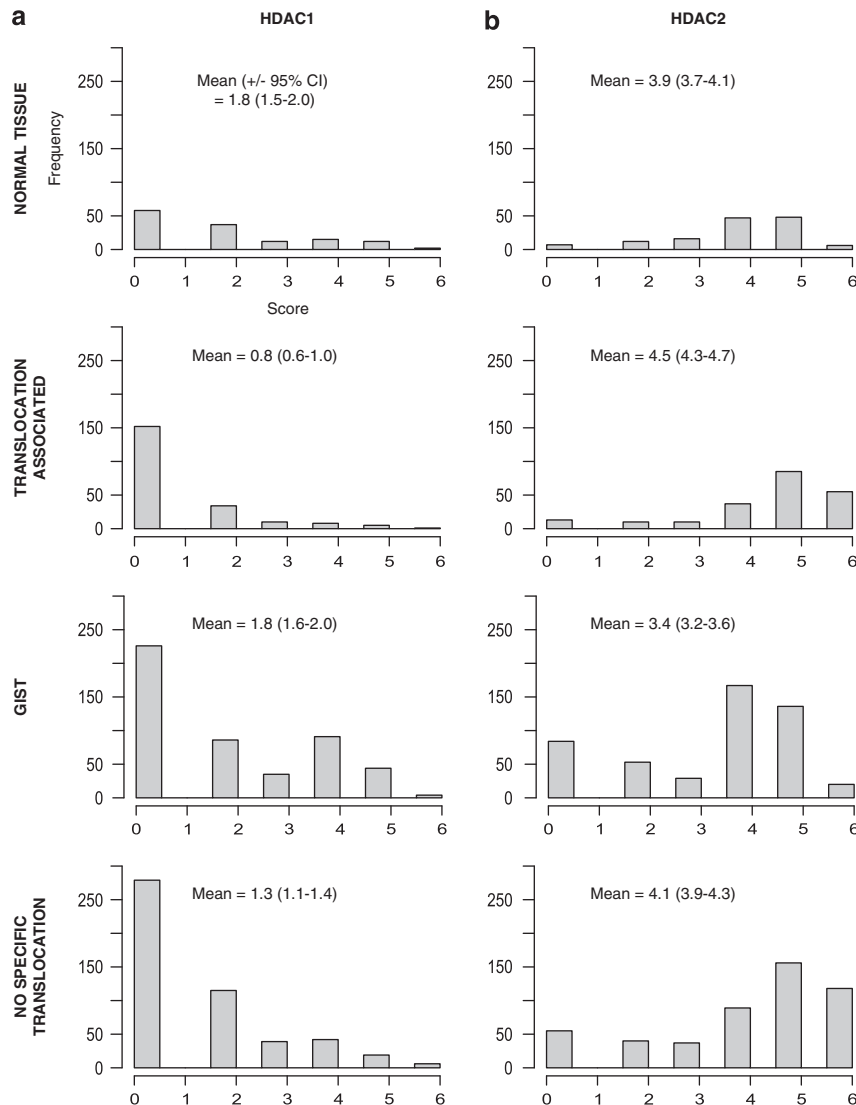 a
HDAC1
b
HDAC2
NORMAL TISSUE
Frequency
250
150
50
0
Mean (+/- 95% CI)
= 1.8 (1.5-2.0)
0 1 2 3 4 5 6
Score
250
150
50
0
Mean = 3.9 (3.7-4.1)
0 1 2 3 4 5 6
TRANSLOCATION
ASSOCIATED
250
150
50
0
Mean = 0.8 (0.6-1.0)
0 1 2 3 4 5 6
250
150
50
0
Mean = 4.5 (4.3-4.7)
0 1 2 3 4 5 6
GIST
250
150
50
0
Mean = 1.8 (1.6-2.0)
0 1 2 3 4 5 6
250
150
50
0
Mean = 3.4 (3.2-3.6)
0 1 2 3 4 5 6
NO SPECIFIC
TRANSLOCATION
250
150
50
0
Mean = 1.3 (1.1-1.4)
0 1 2 3 4 5 6
250
150
50
0
Mean = 4.1 (3.9-4.3)
0 1 2 3 4 5 6